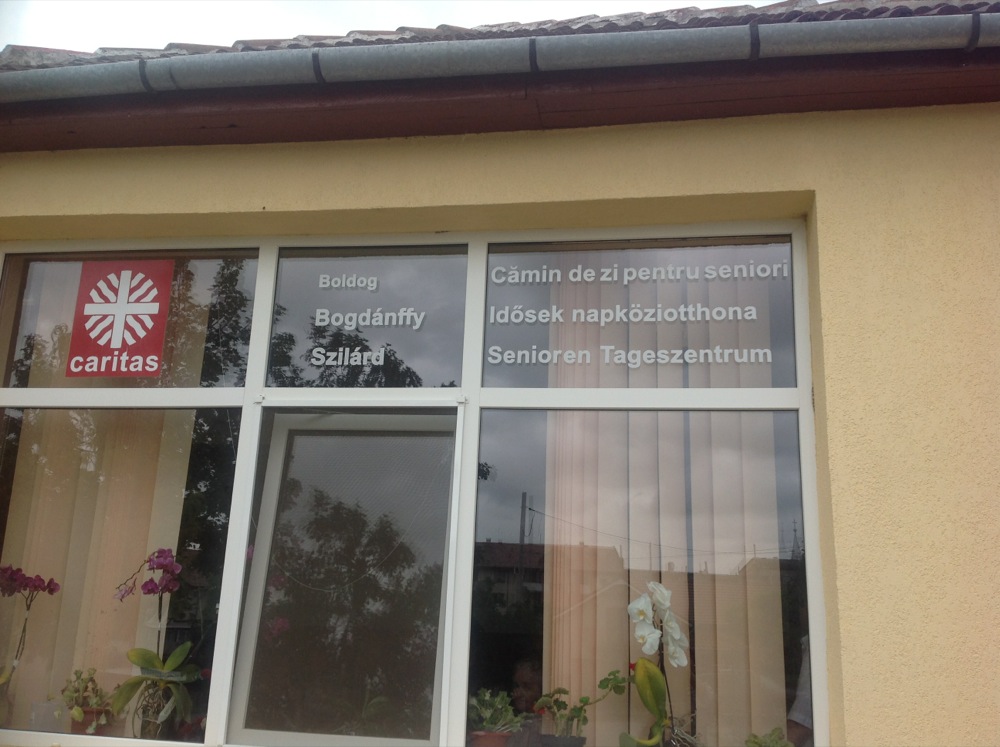 caritas
Boldog
Bogdánffy
Szilárd
Cămin de zi pentru seniori
Idősek napköziotthona
Senioren Tageszentrum